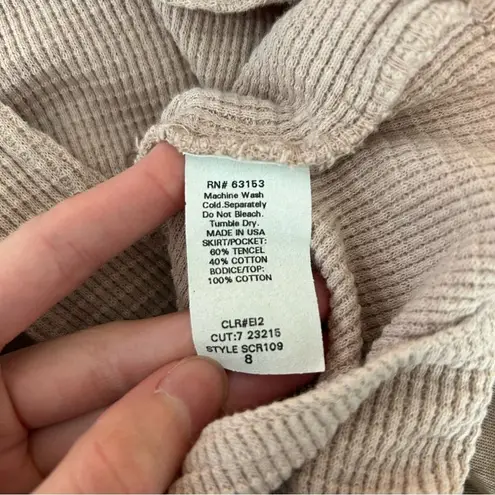 RN# 63153
Machine Wash
Cold.Separately
Do Not Bleach.
Tumble Dry.
MADE IN USA
SKIRT/POCKET:
60% TENCEL
40% COTTON
BODICE/TOP:
100% COTTON
CLR#EI2
CUT:7 23215
STYLE SCR109
8